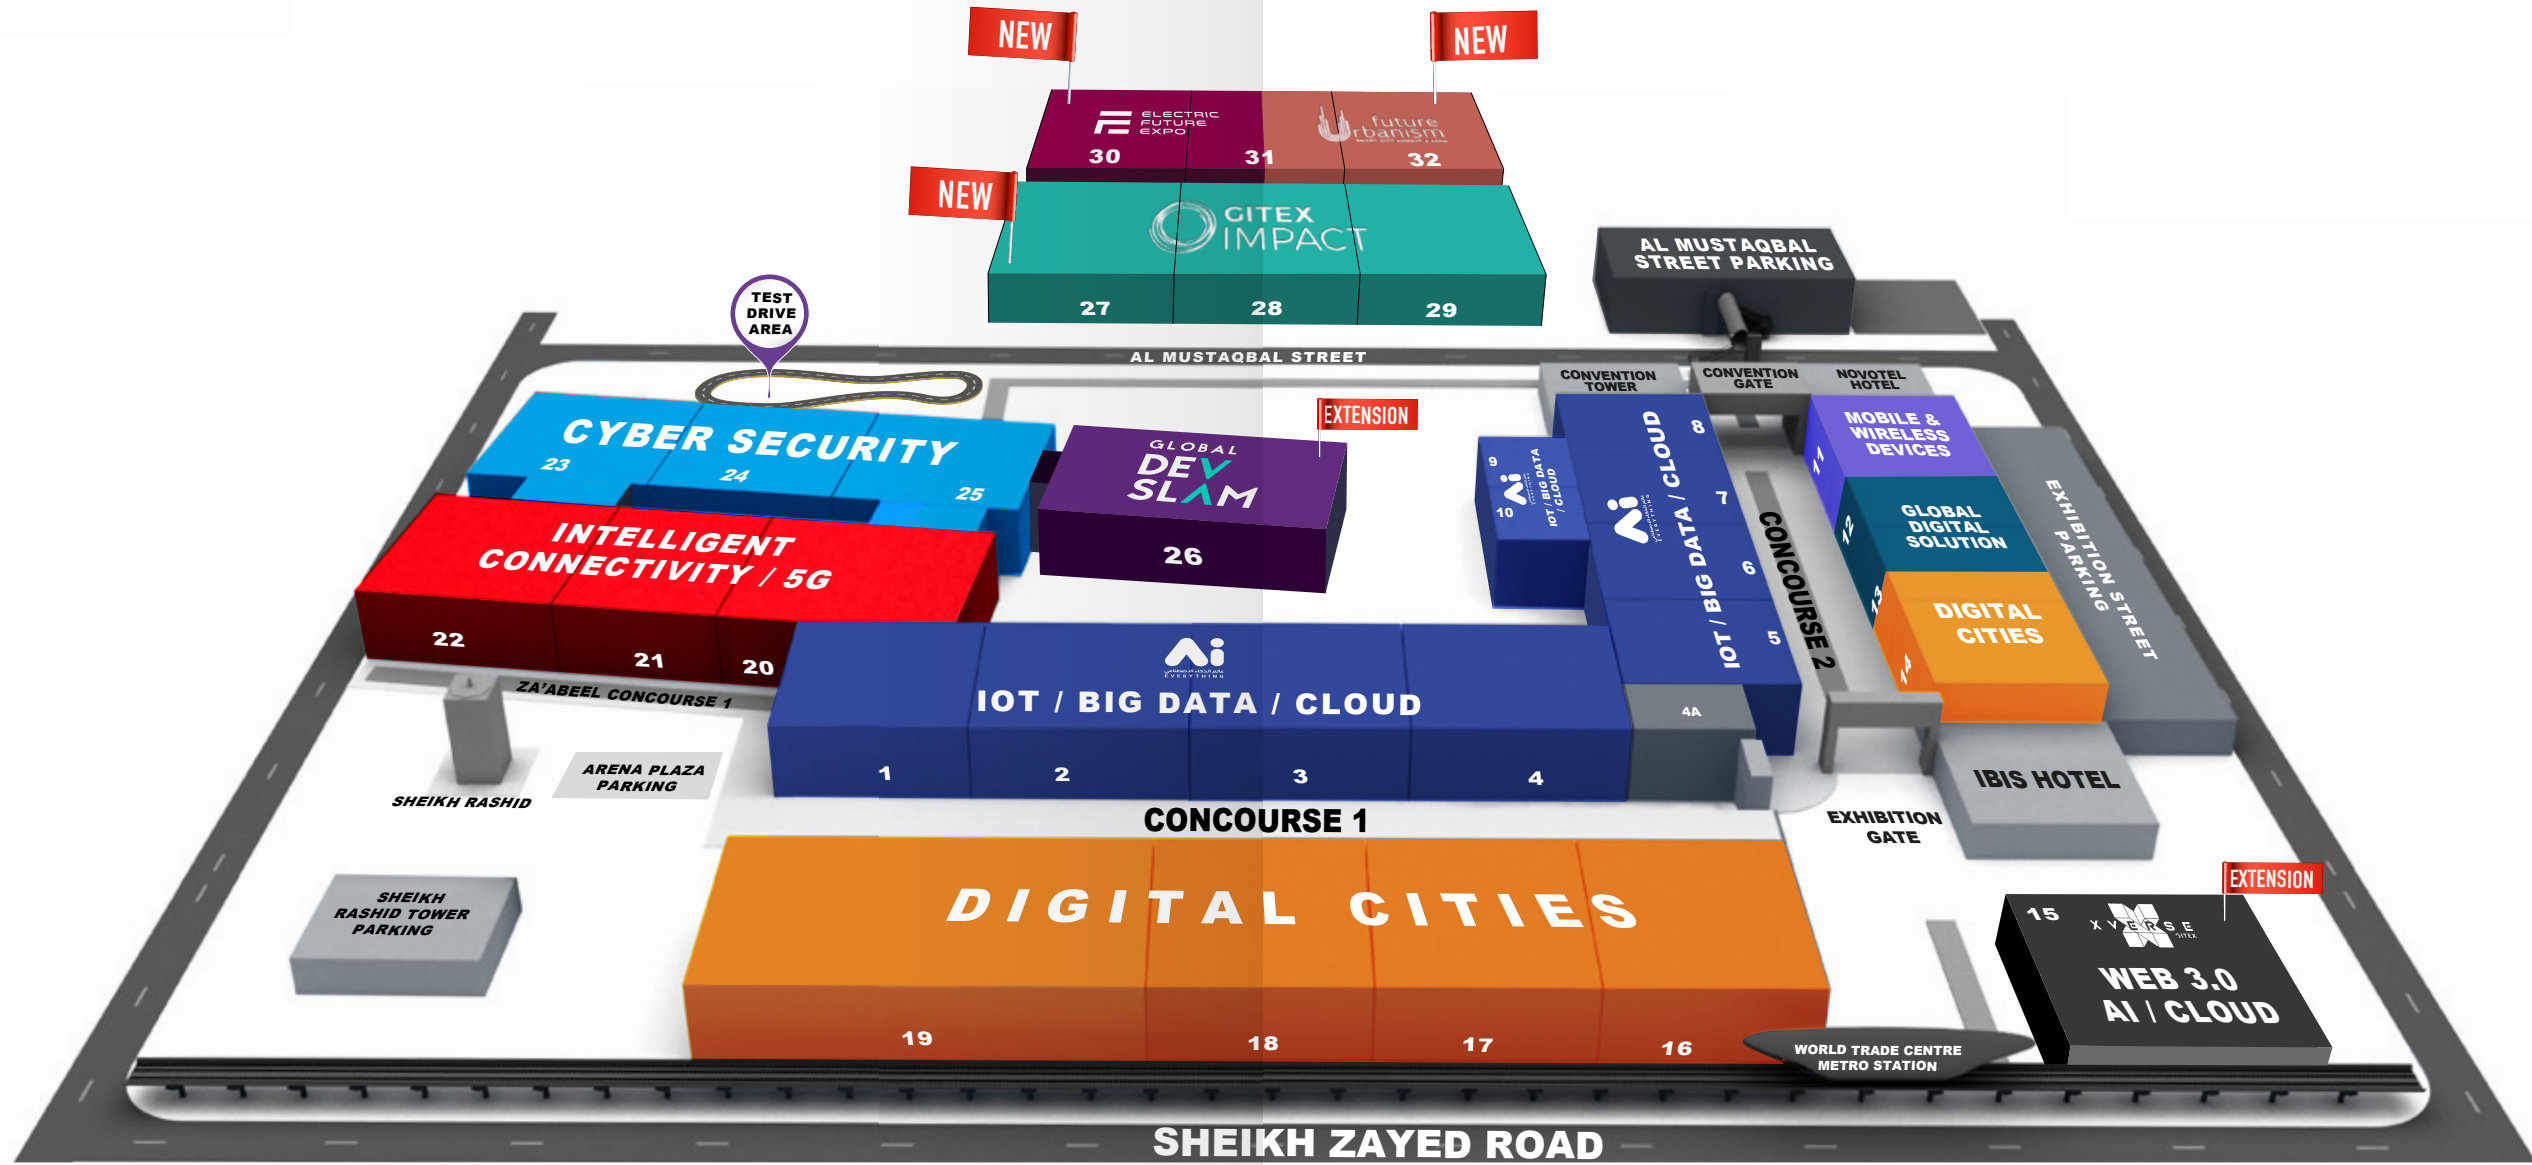 NEW
NEW
ELECTRIC
FUTURE
EXPO
future
Urbanism
30
31
32
NEW
GITEX
IMPACT
27
28
29
AL MUSTAQBAL
STREET PARKING
TEST
DRIVE
AREA
AL MUSTAQBAL STREET
CONVENTION
TOWER
CONVENTION
GATE
NOVOTEL
HOTEL
CYBER SECURITY
23
24
25
EXTENSION
GLOBAL
DEV
SLAM
26
9
10
Ai
IOT / BIG DATA
/ CLOUD
8
7
6
5
Ai
IOT / BIG DATA / CLOUD
CONCOURSE 2
MOBILE &
WIRELESS
DEVICES
11
GLOBAL
DIGITAL
SOLUTION
12
13
DIGITAL
CITIES
14
EXHIBITION STREET
PARKING
INTELLIGENT
CONNECTIVITY / 5G
22
21
20
ZA'ABEEL CONCOURSE 1
Ai
EVERYTHING
IOT / BIG DATA / CLOUD
1
2
3
4
4A
SHEIKH RASHID
ARENA PLAZA
PARKING
CONCOURSE 1
EXHIBITION
GATE
IBIS HOTEL
SHEIKH
RASHID TOWER
PARKING
DIGITAL CITIES
19
18
17
16
EXTENSION
15
XVERSE
GITEX
WEB 3.0
AI / CLOUD
WORLD TRADE CENTRE
METRO STATION
SHEIKH ZAYED ROAD